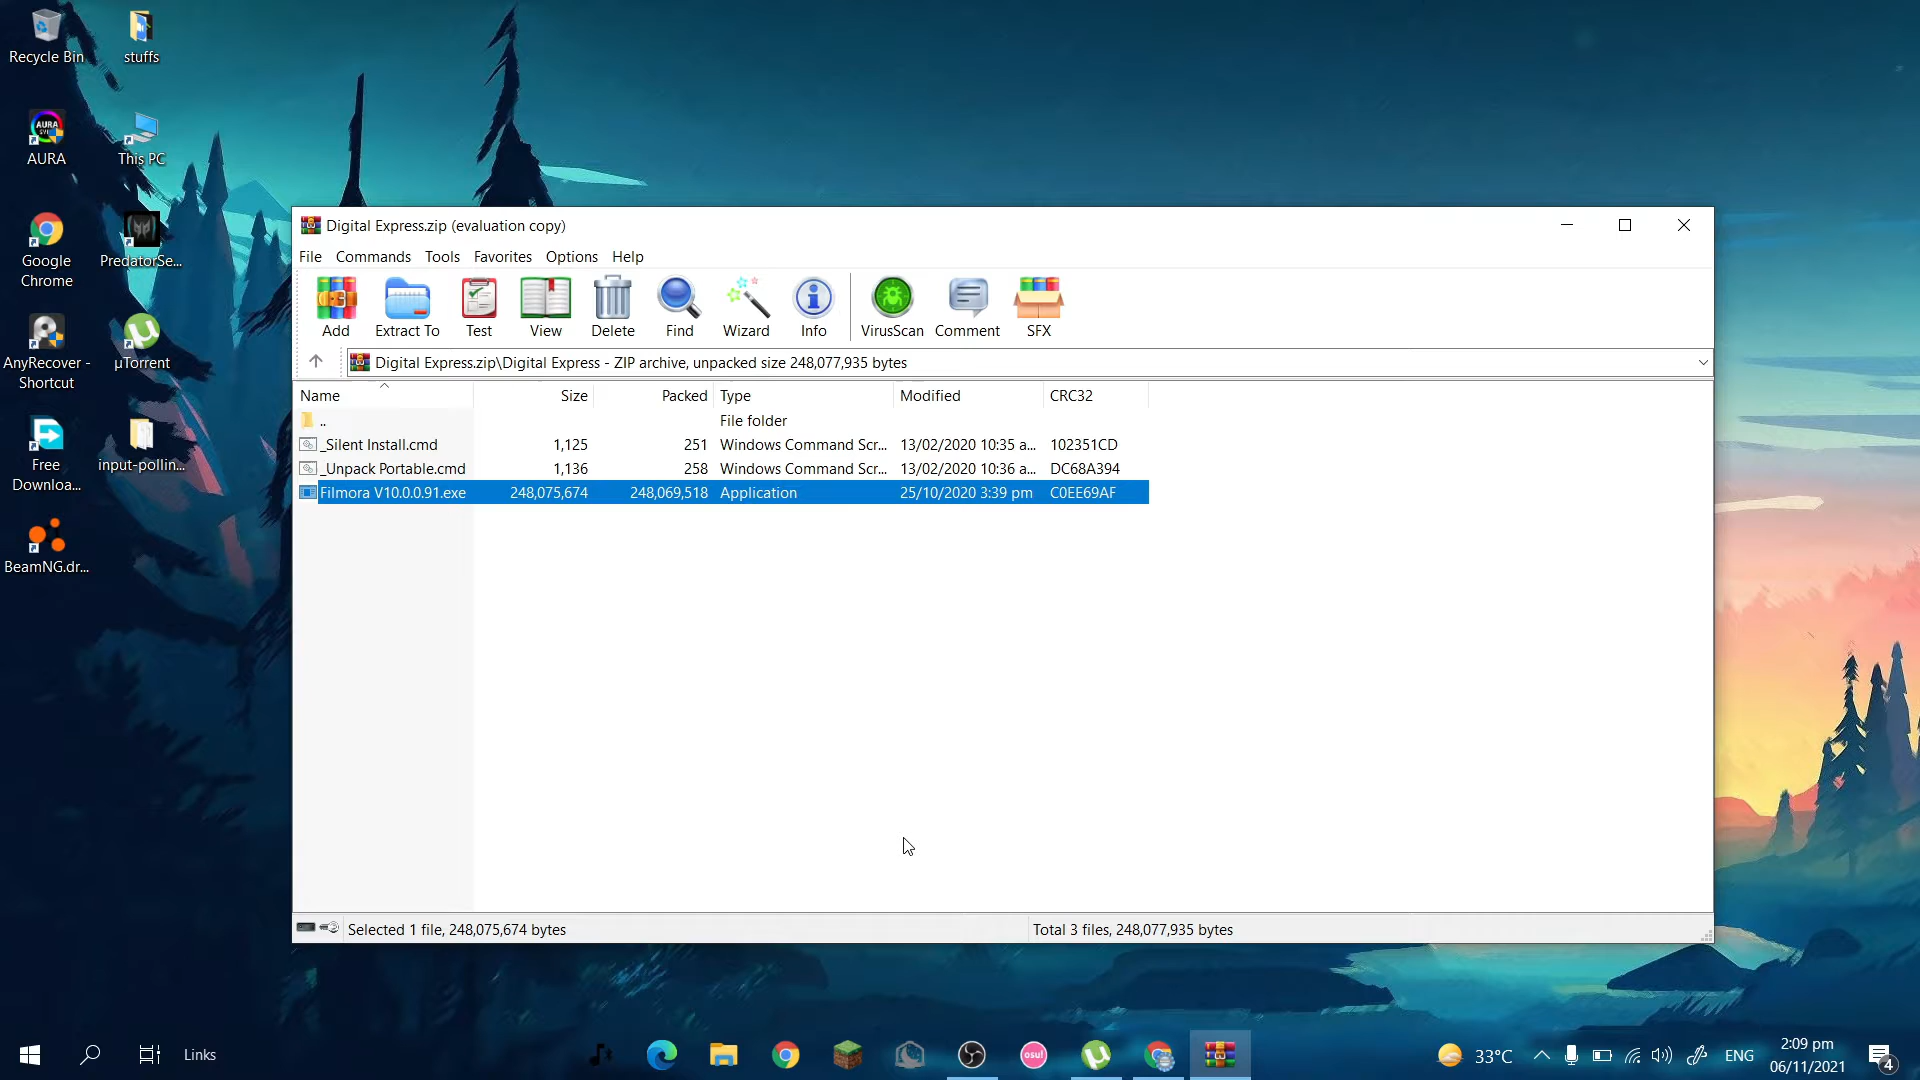 Recycle Bin
stuffs
AURA
This PC
Google
Chrome
PredatorSe...
AnyRecover -
Shortcut
µTorrent
Free
Downloa...
input-pollin...
BeamNG.dr...
Digital Express.zip (evaluation copy)
File Commands Tools Favorites Options Help
Add Extract To Test View Delete Find Wizard Info VirusScan Comment SFX
Digital Express.zip\Digital Express - ZIP archive, unpacked size 248,077,935 bytes
Name Size Packed Type Modified CRC32
.. File folder
_Silent Install.cmd 1,125 251 Windows Command Scr... 13/02/2020 10:35 a... 102351CD
_Unpack Portable.cmd 1,136 258 Windows Command Scr... 13/02/2020 10:36 a... DC68A394
Filmora V10.0.0.91.exe 248,075,674 248,069,518 Application 25/10/2020 3:39 pm C0EE69AF
Selected 1 file, 248,075,674 bytes
Total 3 files, 248,077,935 bytes
Links
osu!
33°C
ENG
2:09 pm
06/11/2021
4